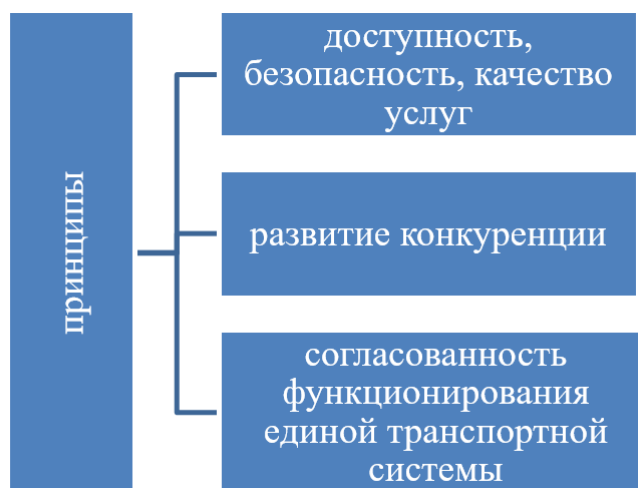 принципы
доступность,
безопасность, качество
услуг
развитие конкуренции
согласованность
функционирования
единой транспортной
системы